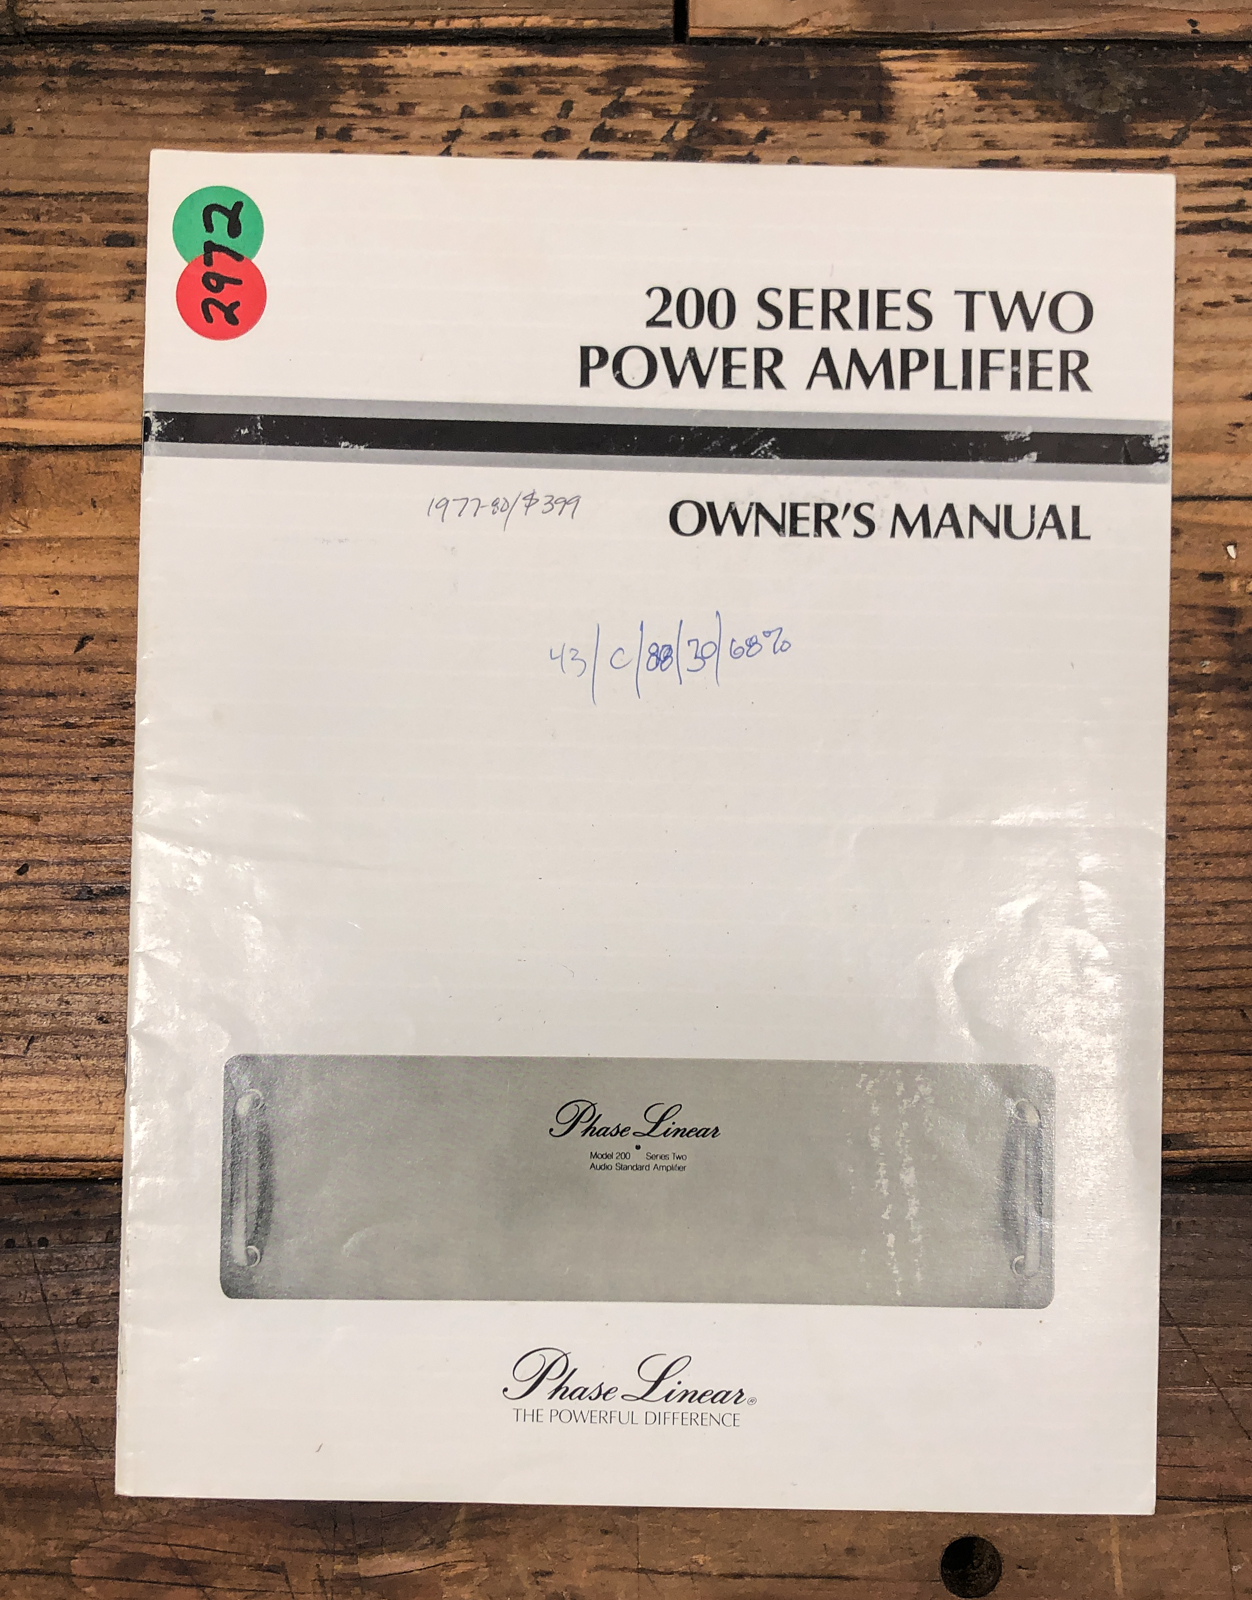 2972
200 SERIES TWO
POWER AMPLIFIER
1977-80/$399
OWNER'S MANUAL
43/C/88/30/68%
Phase Linear
Model 200 Series Two
Audio Standard Amplifier
Phase Linear®
THE POWERFUL DIFFERENCE